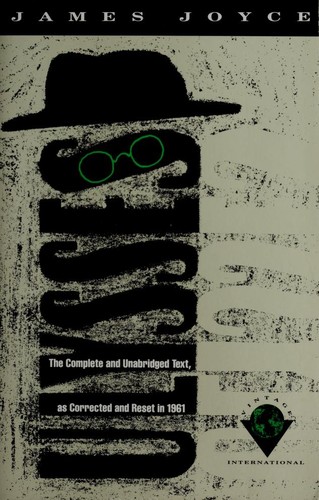 JAMES JOYCE
ULYSSES
The Complete and Unabridged Text,
as Corrected and Reset in 1961
VINTAGE
INTERNATIONAL